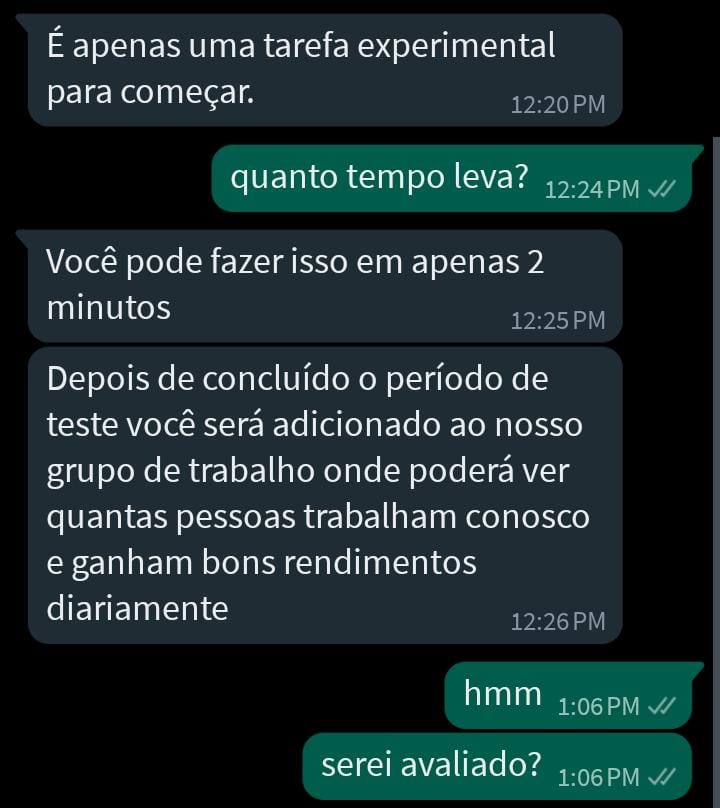 É apenas uma tarefa experimental
para começar.
12:20 PM
quanto tempo leva? 12:24 PM
Você pode fazer isso em apenas 2
minutos
12:25 PM
Depois de concluído o período de
teste você será adicionado ao nosso
grupo de trabalho onde poderá ver
quantas pessoas trabalham conosco
e ganham bons rendimentos
diariamente
12:26 PM
hmm 1:06 PM
serei avaliado? 1:06 PM